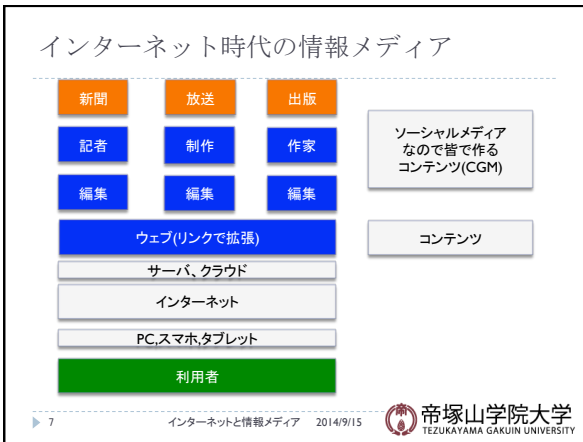 インターネット時代の情報メディア
新聞 放送 出版
記者 制作 作家
編集 編集 編集
ソーシャルメディア
なので皆で作る
コンテンツ(CGM)
ウェブ(リンクで拡張)
コンテンツ
サーバ、クラウド
インターネット
PC,スマホ,タブレット
利用者
7 インターネットと情報メディア 2014/9/15
帝塚山学院大学
TEZUKAYAMA GAKUIN UNIVERSITY